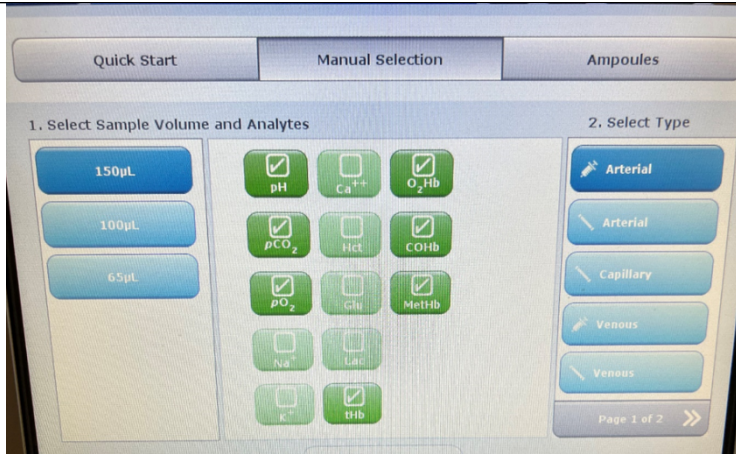 Quick Start Manual Selection Ampoules
1. Select Sample Volume and Analytes 2. Select Type
150µL
100µL
65µL
pH Ca++ O₂Hb
pCO₂ Hct COHb
pO₂ Glu MetHb
Na+ Lac
K+ tHb
Arterial
Arterial
Capillary
Venous
Venous
Page 1 of 2